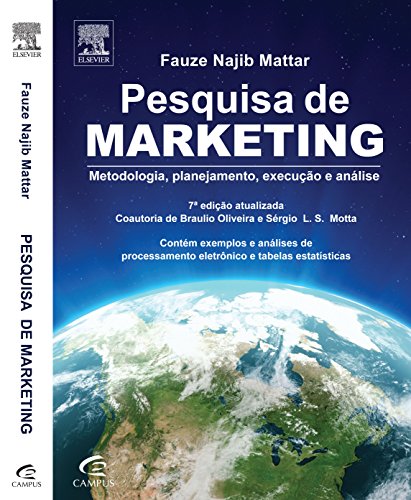 ELSEVIER
Fauze Najib Mattar
PESQUISA DE MARKETING
CAMPUS
ELSEVIER
Fauze Najib Mattar
Pesquisa de
MARKETING
Metodologia, planejamento, execução e análise
7ª edição atualizada
Coautoria de Braulio Oliveira e Sérgio L. S. Motta
Contém exemplos e análises de
processamento eletrônico e tabelas estatísticas
CAMPUS